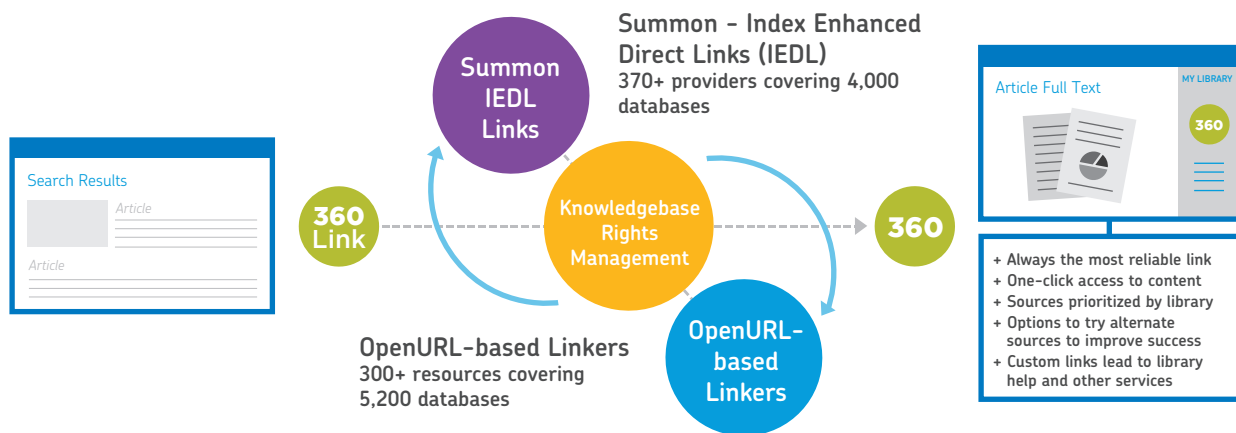 Search Results
Article
Article
360
Link
Summon
IEDL
Links
Summon - Index Enhanced
Direct Links (IEDL)
370+ providers covering 4,000
databases
Knowledgebase
Rights
Management
OpenURL-based Linkers
300+ resources covering
5,200 databases
OpenURL-
based
Linkers
360
Article Full Text
MY LIBRARY
360
+ Always the most reliable link
+ One-click access to content
+ Sources prioritized by library
+ Options to try alternate
sources to improve success
+ Custom links lead to library
help and other services